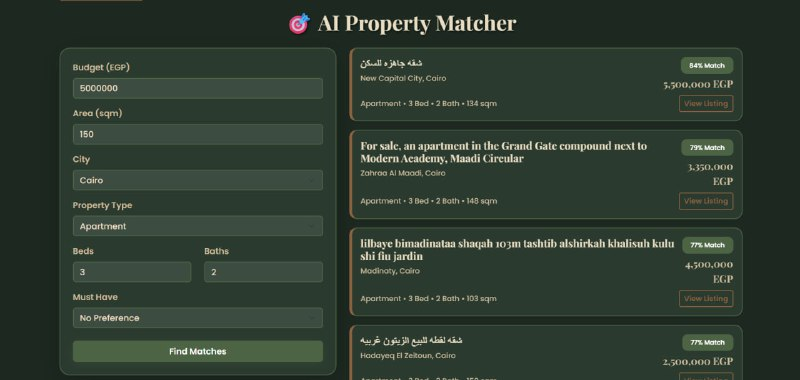 AI Property Matcher
Budget (EGP)
5000000
Area (sqm)
150
City
Cairo
Property Type
Apartment
Beds
Baths
3
2
Must Have
No Preference
Find Matches
شقه جاهزه للسكن
84% Match
New Capital City, Cairo
5,500,000 EGP
Apartment • 3 Bed • 2 Bath • 134 sqm
View Listing
For sale, an apartment in the Grand Gate compound next to
Modern Academy, Maadi Circular
79% Match
Zahraa Al Maadi, Cairo
3,350,000
EGP
Apartment • 3 Bed • 2 Bath • 148 sqm
View Listing
lilbaye bimadinataa shaqah 103m tashtib alshirkah khalisuh kulu
shi fiu jardin
77% Match
Madinaty, Cairo
4,500,000
EGP
Apartment • 3 Bed • 2 Bath • 103 sqm
View Listing
شقه لقطه للبيع الزيتون غربيه
77% Match
Hadayeq El Zeitoun, Cairo
2,500,000